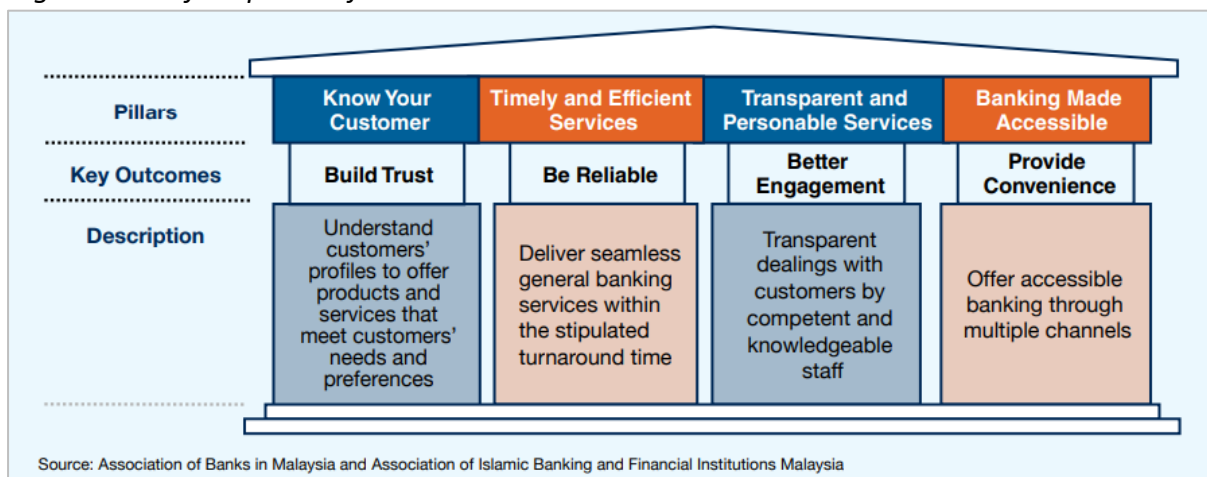 Pillars
Know Your
Customer
Timely and Efficient
Services
Transparent and
Personable Services
Banking Made
Accessible
Key Outcomes
Build Trust
Be Reliable
Better
Engagement
Provide
Convenience
Description
Understand
customers'
profiles to offer
products and
services that
meet customers'
needs and
preferences
Deliver seamless
general banking
services within
the stipulated
turnaround time
Transparent
dealings with
customers by
competent and
knowledgeable
staff
Offer accessible
banking through
multiple channels
Source: Association of Banks in Malaysia and Association of Islamic Banking and Financial Institutions Malaysia